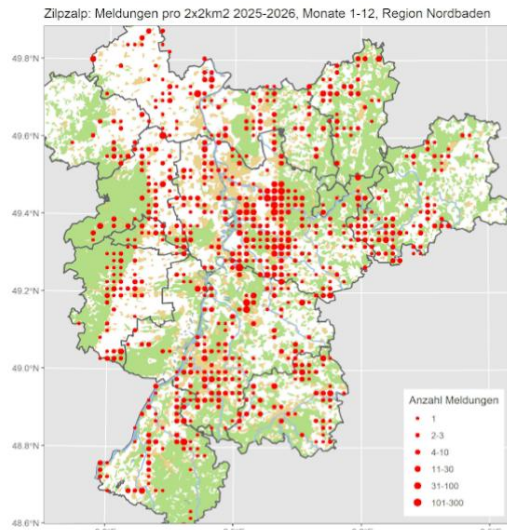 Zilpzalp: Meldungen pro 2x2km2 2025-2026, Monate 1-12, Region Nordbaden
49.8°N
49.6°N
49.4°N
49.2°N
49.0°N
48.8°N
48.6°N
Anzahl Meldungen
1
2-3
4-10
11-30
31-100
101-300